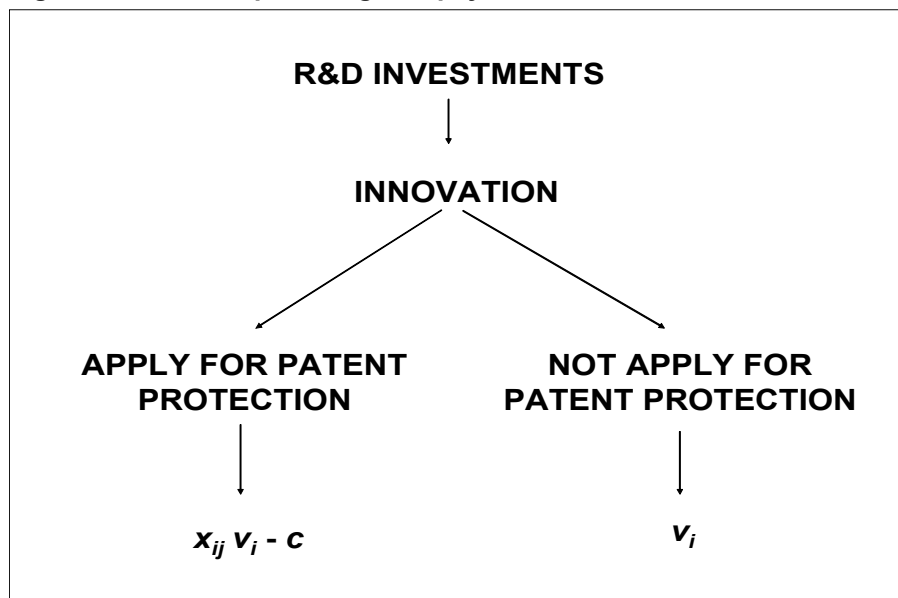 R&D INVESTMENTS
INNOVATION
APPLY FOR PATENT
PROTECTION
NOT APPLY FOR
PATENT PROTECTION
x_ij v_i - c
v_i